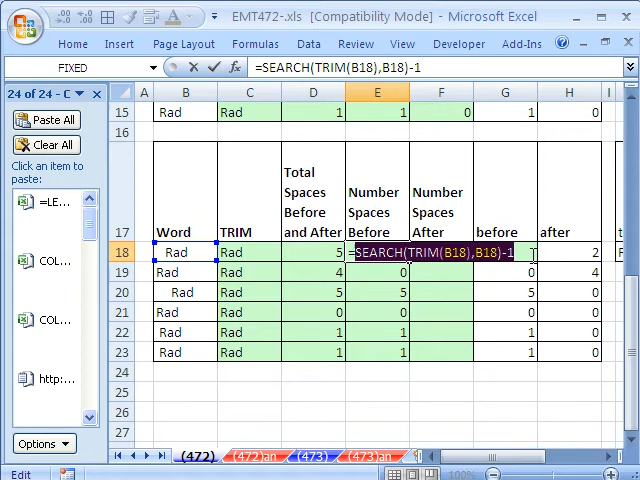 EMT472-.xls [Compatibility Mode] - Microsoft Excel
Home Insert Page Layout Formulas Data Review View Developer Add-Ins
FIXED =SEARCH(TRIM(B18),B18)-1
24 of 24 - C
Paste All
Clear All
Click an item to
paste:
=LE...
COL...
COL...
http:...
Options
A B C D E F G H I
15 Rad Rad 1 1 0 1 0
16
17 Word TRIM Total Spaces Before and After Number Spaces Before Number Spaces After before after t
18 Rad Rad 5 =SEARCH(TRIM(B18),B18)-1 2 F
19 Rad Rad 4 0 0 4
20 Rad Rad 5 5 5 0
21 Rad Rad 0 0 0 0
22 Rad Rad 1 1 1 0
23 Rad Rad 1 1 1 0
24
25
26
27
(472) (472)an (473) (473)an
Edit 100%